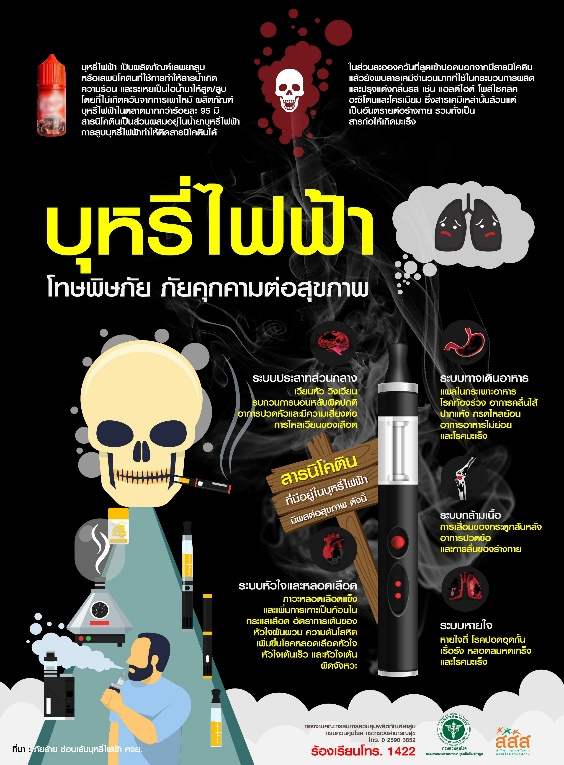 บุหรี่ไฟฟ้า เป็นผลิตภัณฑ์เสพยาสูบ
หรือเสพนิโคตินที่ใช้การทำให้สารน้ำเกิด
ความร้อน และระเหยเป็นไอน้ำมาให้สูด/สูบ
โดยที่ไม่เกิดควันจากการเผาไหม้ ผลิตภัณฑ์
บุหรี่ไฟฟ้าในตลาดมากกว่าร้อยละ 95 มี
สารนิโคตินเป็นส่วนผสมอยู่ในน้ำยาบุหรี่ไฟฟ้า
การสูบบุหรี่ไฟฟ้าทำให้ติดสารนิโคตินได้
ในส่วนละอองควันที่สูดเข้าปอดนอกจากมีสารนิโคติน
แล้วยังพบสารเคมีจำนวนมากที่ใช้ในกระบวนการผลิต
และปรุงแต่งกลิ่นรส เช่น แอลดีไฮด์ โพลีไซคลิค
อะซิโตนและโครเมียม ซึ่งสารเคมีเหล่านั้นล้วนแต่
เป็นอันตรายต่อร่างกาย รวมทั้งเป็น
สารก่อให้เกิดมะเร็ง
บุหรี่ไฟฟ้า
โทษพิษภัย ภัยคุกคามต่อสุขภาพ
ระบบประสาทส่วนกลาง
เวียนหัว วิงเวียน
รบกวนการนอนหลับผิดปกติ
อาการปวดหัวและมีความเสี่ยงต่อ
การไหลเวียนของเลือด
ระบบทางเดินอาหาร
แผลในกระเพาะอาหาร
โรคท้องร่วง อาการคลื่นไส้
ปากแห้ง กรดไหลย้อน
อาการอาหารไม่ย่อย
และโรคมะเร็ง
สารนิโคติน
ที่มีอยู่ในบุหรี่ไฟฟ้า
มีผลต่อสุขภาพ ดังนี้
ระบบกล้ามเนื้อ
การเสื่อมของกระดูกสันหลัง
อาการปวดข้อ
และการสั่นของร่างกาย
ระบบหัวใจและหลอดเลือด
ภาวะหลอดเลือดแข็ง
และเพิ่มการเกาะเป็นก้อนใน
กระแสเลือด อัตราการเต้นของ
หัวใจผันผวน ความดันโลหิต
เพิ่มขึ้นโรคหลอดเลือดหัวใจ
หัวใจเต้นเร็ว และหัวใจเต้น
ผิดจังหวะ
ระบบหายใจ
หายใจถี่ โรคปอดอุดกั้น
เรื้อรัง หลอดลมหดเกร็ง
และโรคมะเร็ง
โทร. 0 2590 3852
ร้องเรียนโทร. 1422
สสส
ที่มา : ภัยร้าย ซ่อนเร้นบุหรี่ไฟฟ้า ศจย.